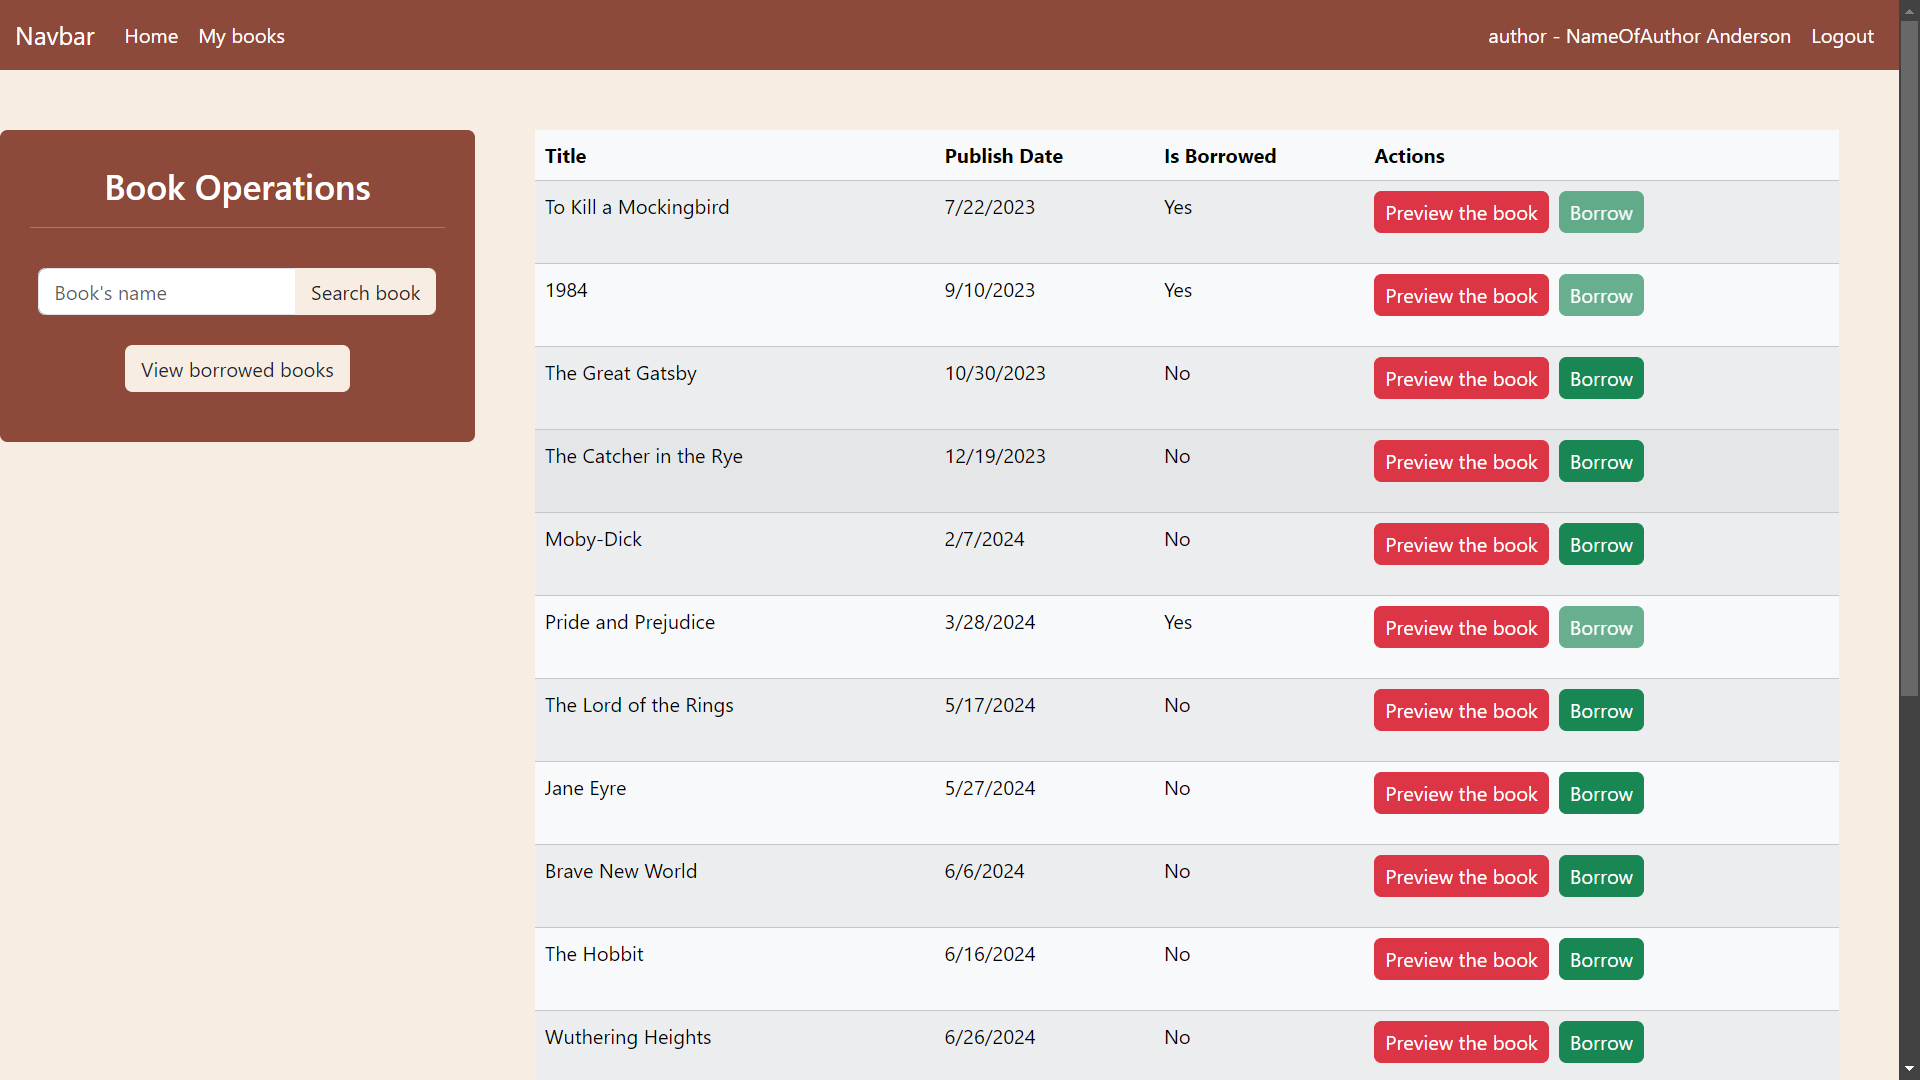 Navbar Home My books author - NameOfAuthor Anderson Logout
Book Operations
Book's name Search book
View borrowed books
Title Publish Date Is Borrowed Actions
To Kill a Mockingbird 7/22/2023 Yes Preview the book Borrow
1984 9/10/2023 Yes Preview the book Borrow
The Great Gatsby 10/30/2023 No Preview the book Borrow
The Catcher in the Rye 12/19/2023 No Preview the book Borrow
Moby-Dick 2/7/2024 No Preview the book Borrow
Pride and Prejudice 3/28/2024 Yes Preview the book Borrow
The Lord of the Rings 5/17/2024 No Preview the book Borrow
Jane Eyre 5/27/2024 No Preview the book Borrow
Brave New World 6/6/2024 No Preview the book Borrow
The Hobbit 6/16/2024 No Preview the book Borrow
Wuthering Heights 6/26/2024 No Preview the book Borrow